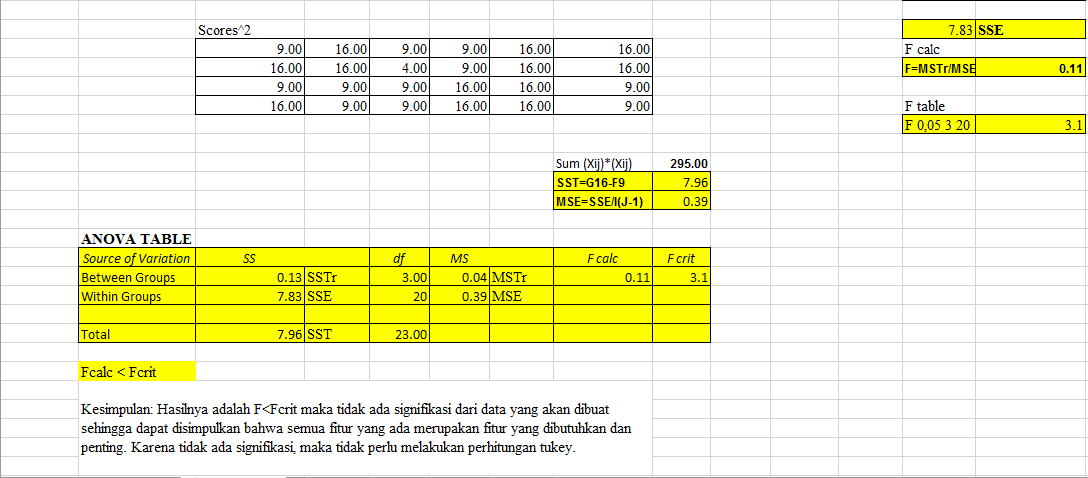 7.83 SSE
Scores^2
9.00 16.00 9.00 9.00 16.00 16.00 F calc
16.00 16.00 4.00 9.00 16.00 16.00 F=MSTr/MSE 0.11
9.00 9.00 9.00 16.00 16.00 9.00
16.00 9.00 9.00 16.00 16.00 9.00 F table
F 0,05 3 20 3.1
Sum (Xij)*(Xij) 295.00
SST=G16-F9 7.96
MSE=SSE/I(J-1) 0.39
ANOVA TABLE
Source of Variation SS df MS F calc F crit
Between Groups 0.13 SSTr 3.00 0.04 MSTr 0.11 3.1
Within Groups 7.83 SSE 20 0.39 MSE
Total 7.96 SST 23.00
Fcalc < Fcrit
Kesimpulan: Hasilnya adalah F<Fcrit maka tidak ada signifikasi dari data yang akan dibuat
sehingga dapat disimpulkan bahwa semua fitur yang ada merupakan fitur yang dibutuhkan dan
penting. Karena tidak ada signifikasi, maka tidak perlu melakukan perhitungan tukey.